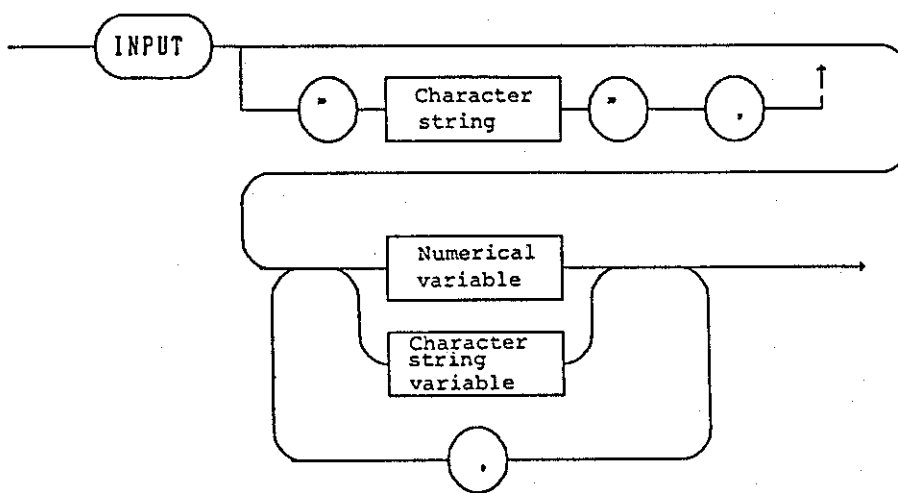 INPUT
" Character " ,
string
Numerical
variable
Character
string
variable
,